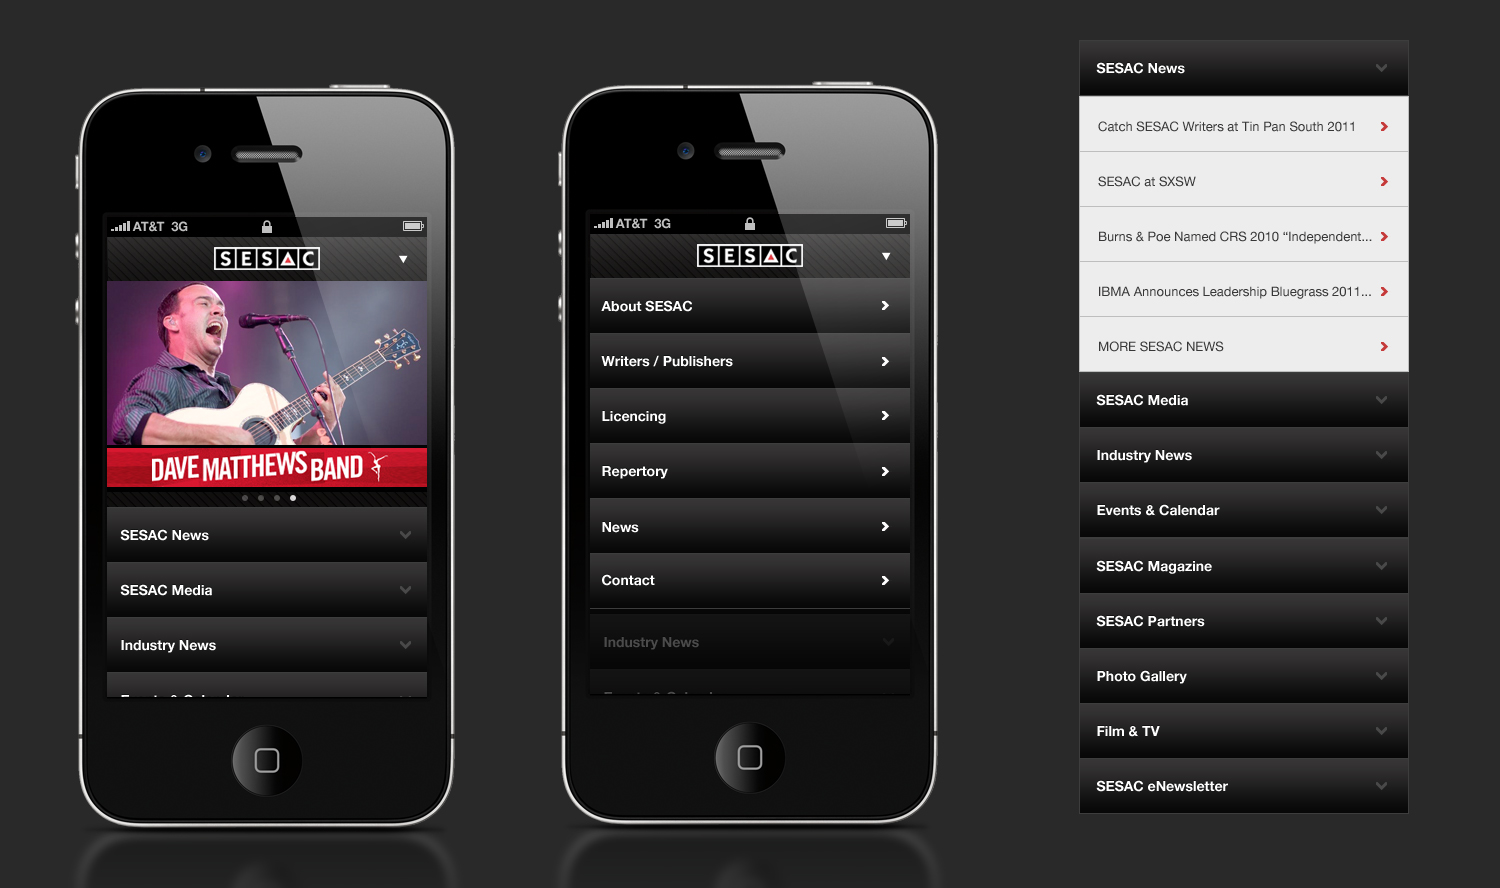 AT&T 3G
SESAC
DAVE MATTHEWS BAND
SESAC News
SESAC Media
Industry News
AT&T 3G
SESAC
About SESAC
Writers / Publishers
Licencing
Repertory
News
Contact
Industry News
SESAC News
Catch SESAC Writers at Tin Pan South 2011
SESAC at SXSW
Burns & Poe Named CRS 2010 “Independent...
IBMA Announces Leadership Bluegrass 2011...
MORE SESAC NEWS
SESAC Media
Industry News
Events & Calendar
SESAC Magazine
SESAC Partners
Photo Gallery
Film & TV
SESAC eNewsletter